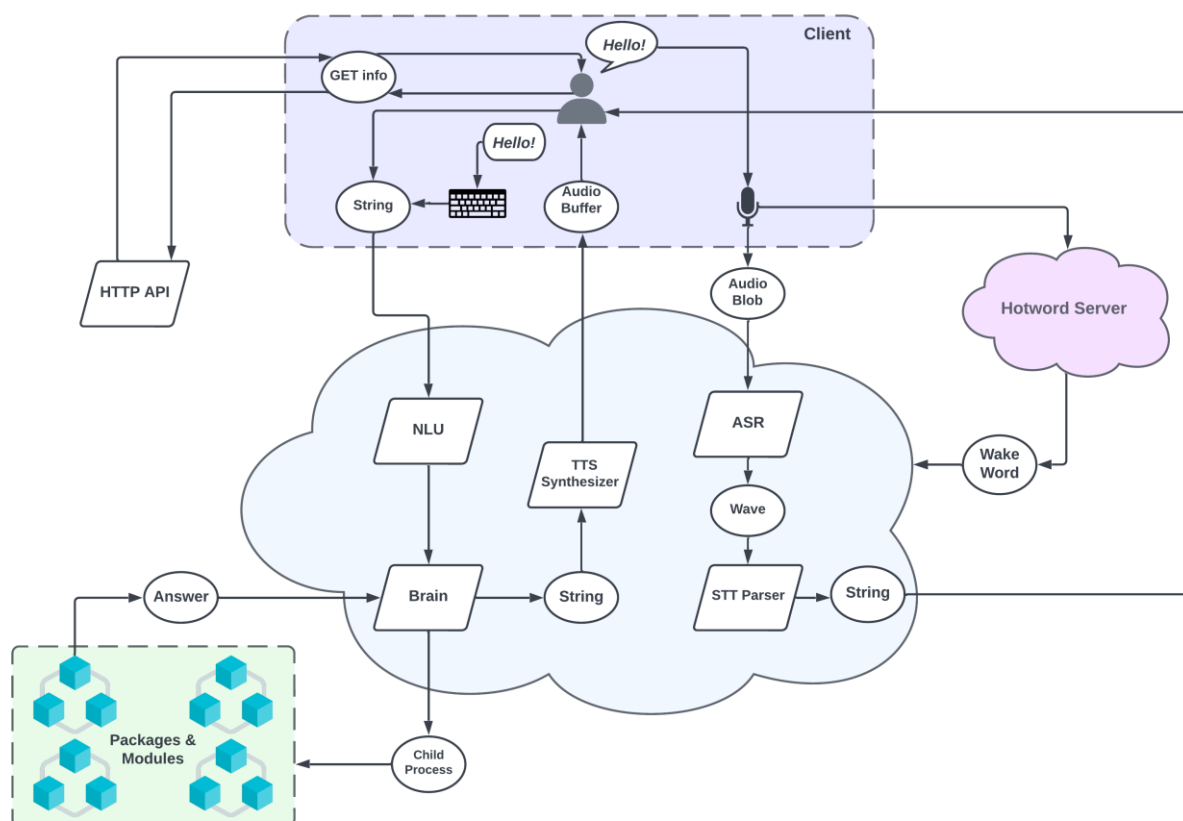 Client
Hello!
GET info
Hello!
String
Audio
Buffer
HTTP API
Audio
Blob
Hotword Server
NLU
ASR
TTS
Synthesizer
Wake
Word
Wave
Answer
Brain
String
STT Parser
String
Packages &
Modules
Child
Process